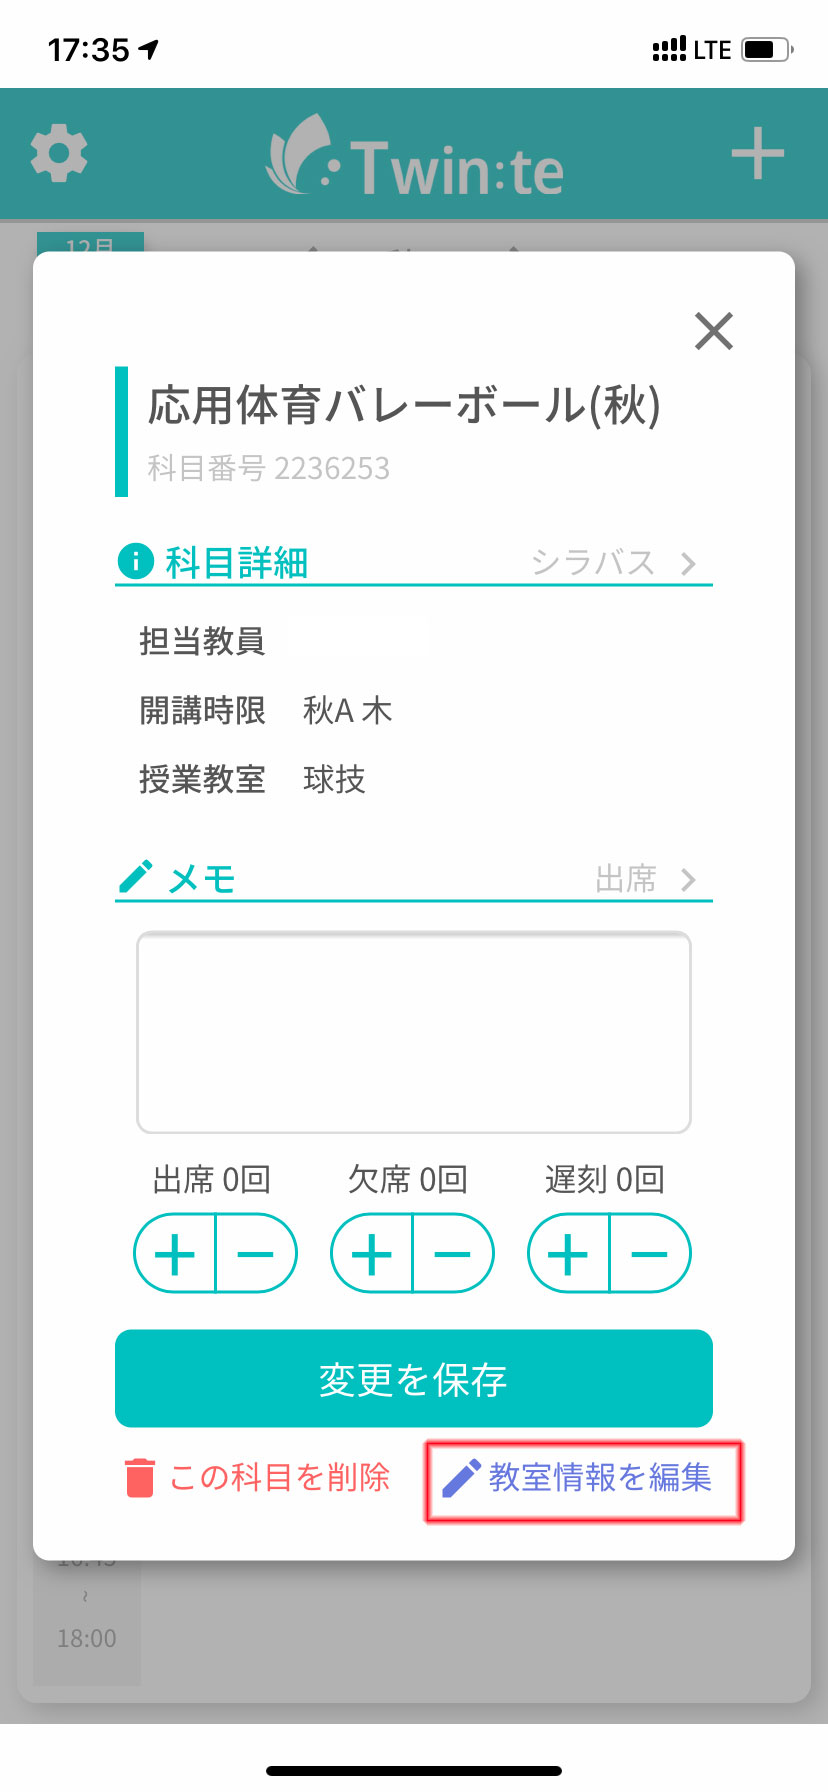 17:35 LTE
Twin:te
12月
応用体育バレーボール(秋)
科目番号 2236253
科目詳細 シラバス
担当教員
開講時限 秋A 木
授業教室 球技
メモ 出席
出席 0回 欠席 0回 遅刻 0回
変更を保存
この科目を削除 教室情報を編集
~
18:00